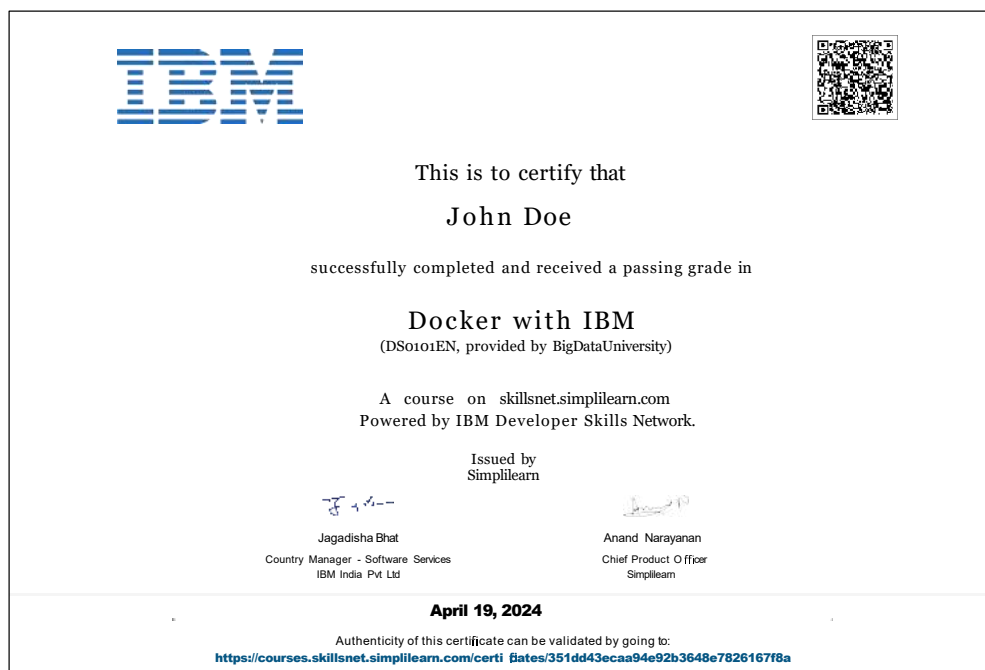 IBM
This is to certify that
John Doe
successfully completed and received a passing grade in
Docker with IBM
(DS0101EN, provided by BigDataUniversity)
A course on skillsnet.simplilearn.com
Powered by IBM Developer Skills Network.
Issued by
Simplilearn
Jagadisha Bhat
Anand Narayanan
Country Manager - Software Services
Chief Product Officer
IBM India Pvt Ltd
Simplilearn
April 19, 2024
Authenticity of this certificate can be validated by going to:
https://courses.skillsnet.simplilearn.com/certificates/351dd43ecaa94e92b3648e7826167f8a